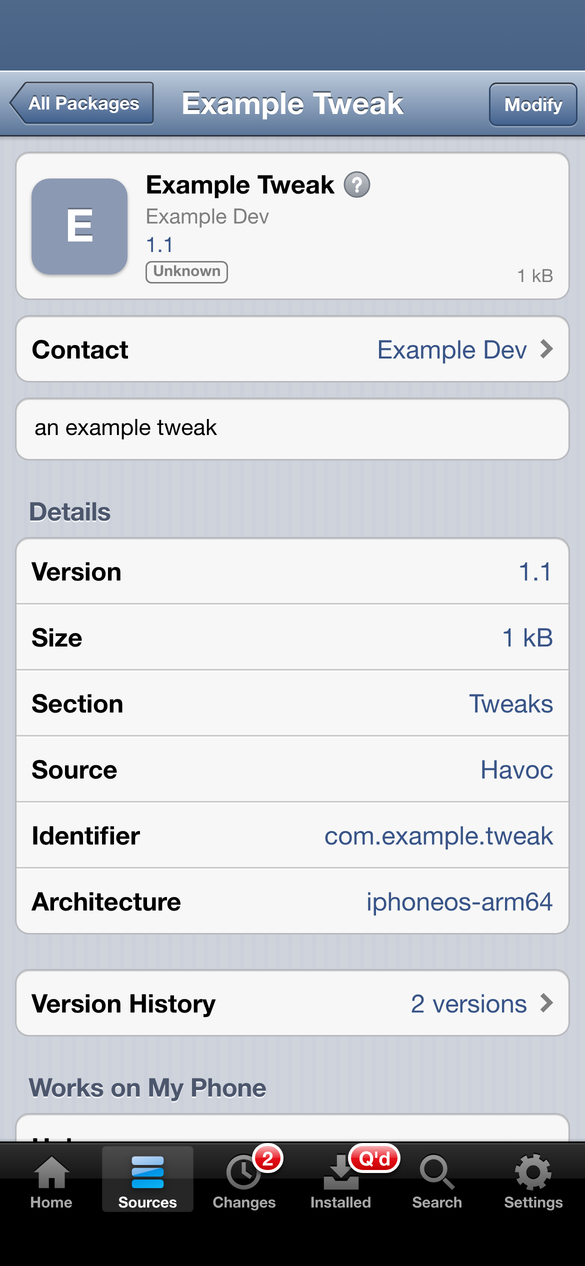 All Packages
Example Tweak
Modify
E
Example Tweak ?
Example Dev
1.1
Unknown
1 kB
Contact Example Dev
an example tweak
Details
Version 1.1
Size 1 kB
Section Tweaks
Source Havoc
Identifier com.example.tweak
Architecture iphoneos-arm64
Version History 2 versions
Works on My Phone
2 Q'd
Home Sources Changes Installed Search Settings